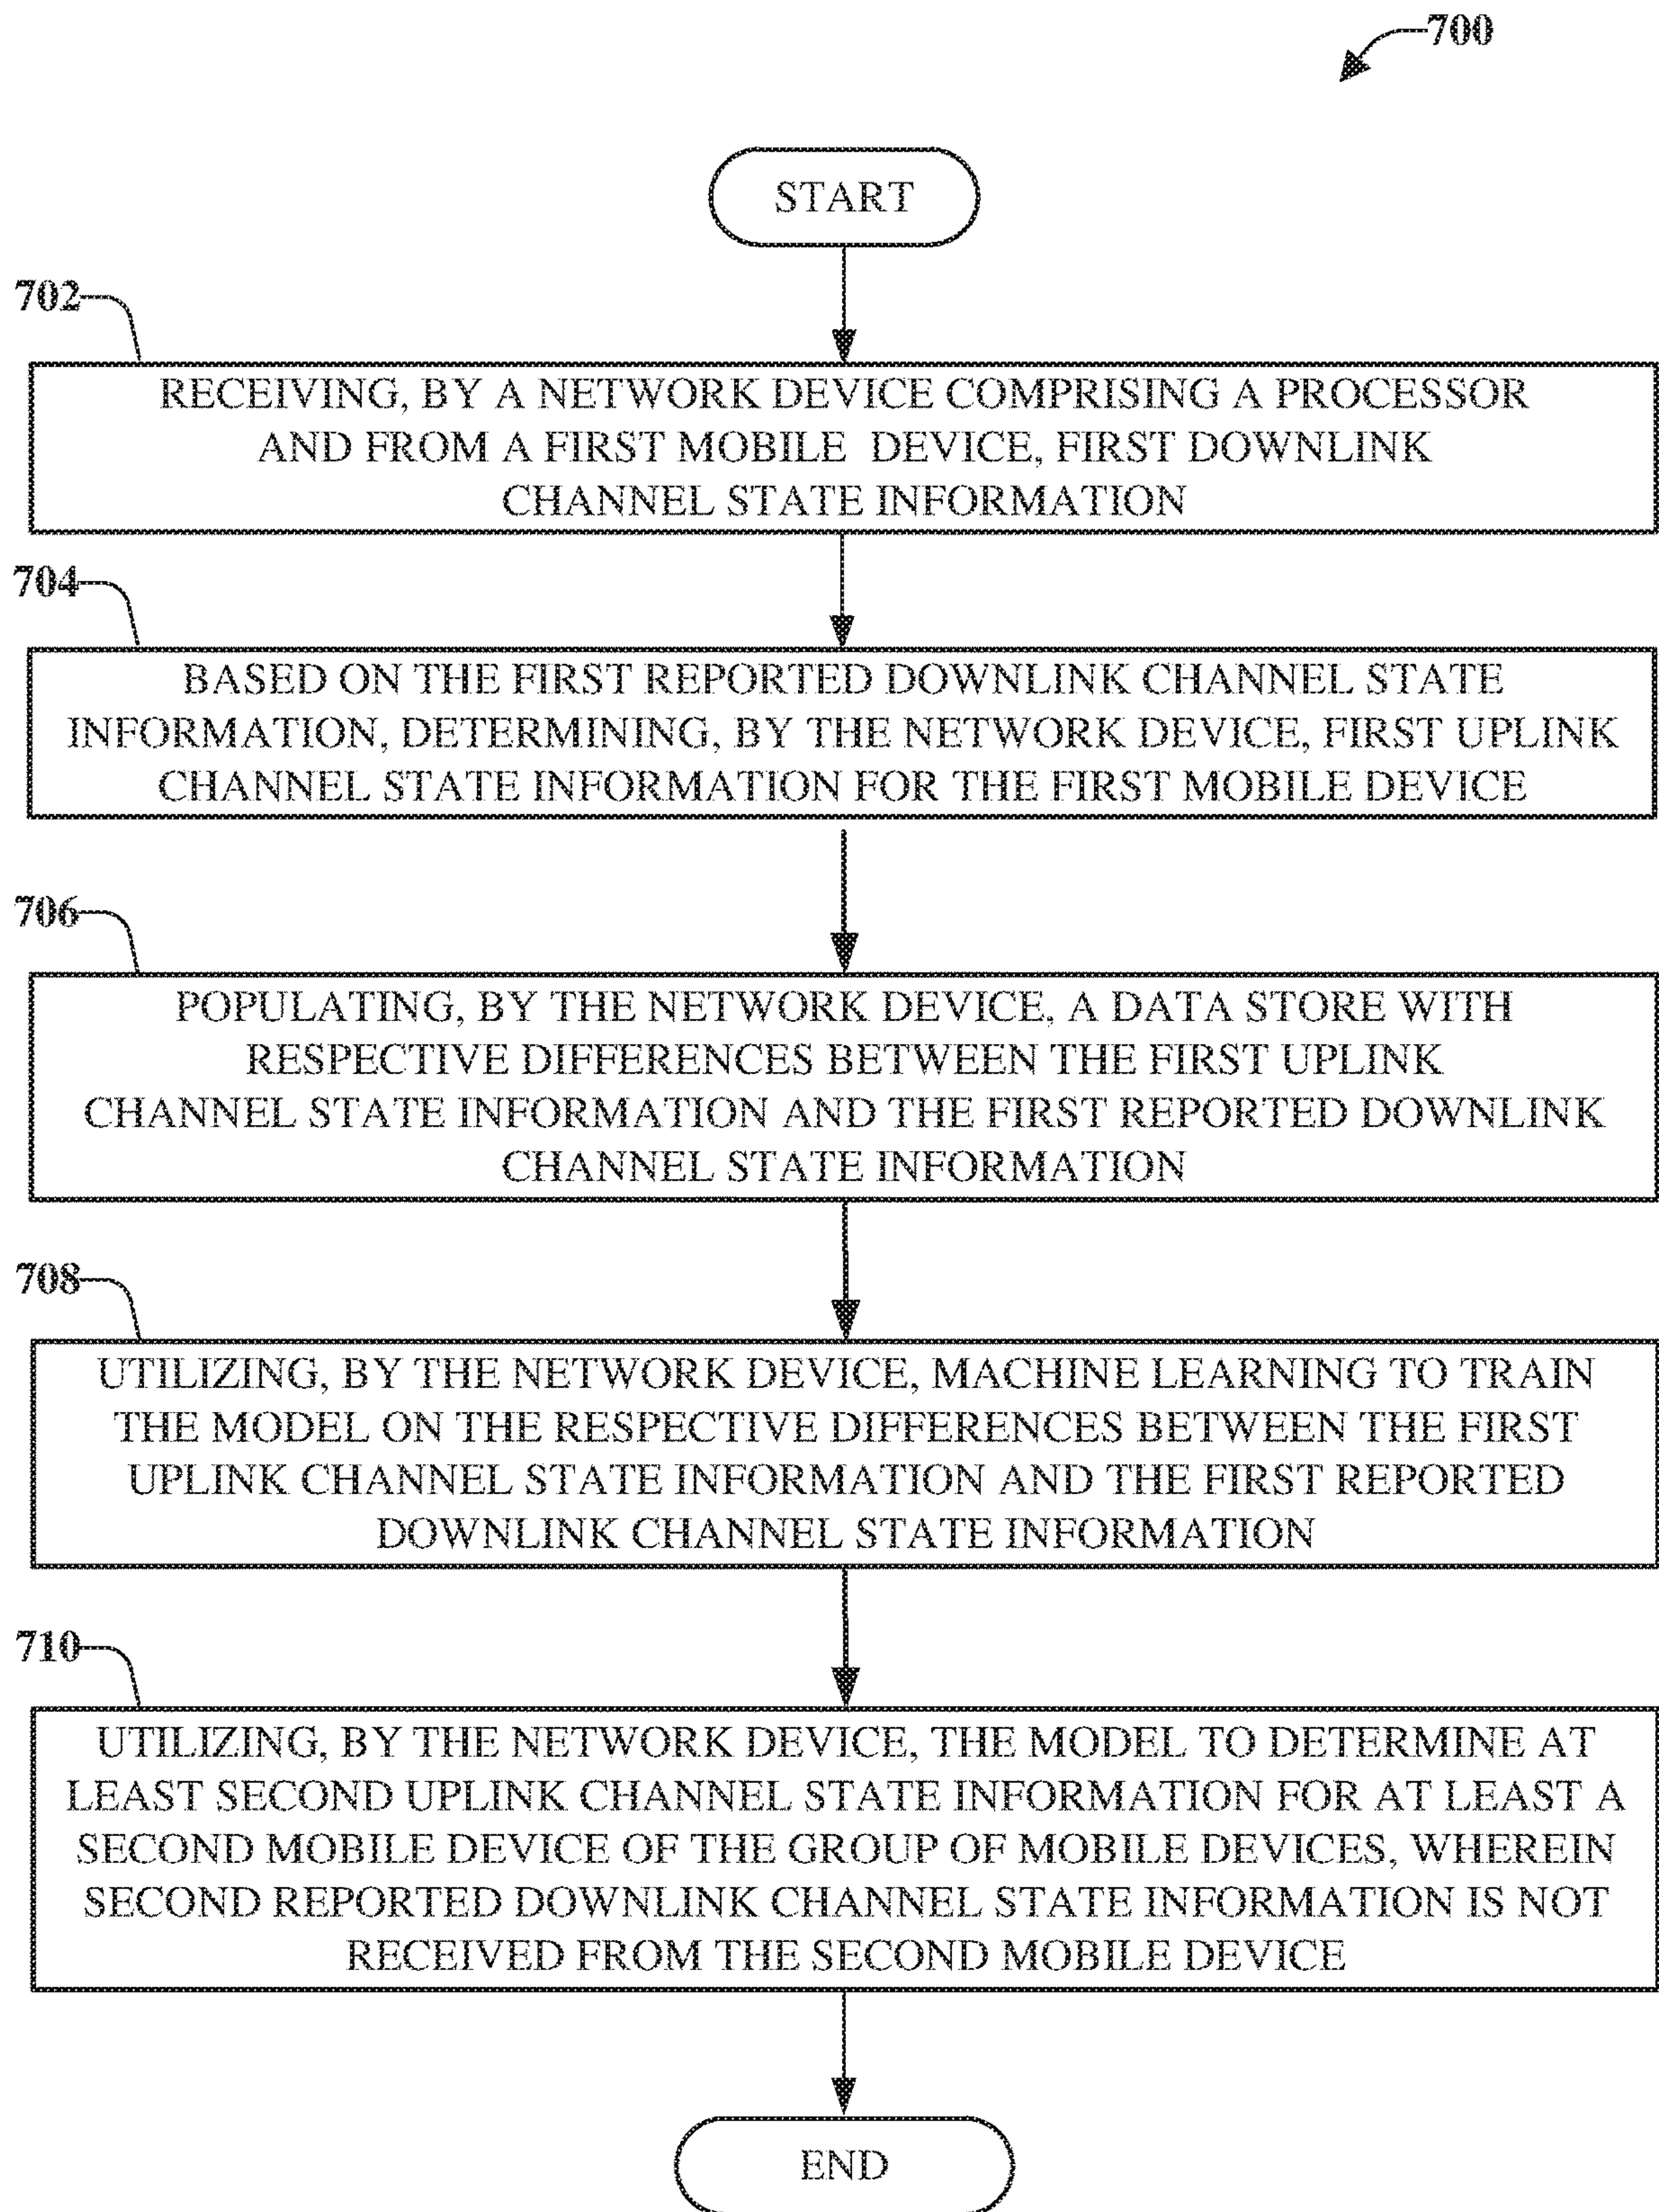 700
START
702
RECEIVING, BY A NETWORK DEVICE COMPRISING A PROCESSOR
AND FROM A FIRST MOBILE DEVICE, FIRST DOWNLINK
CHANNEL STATE INFORMATION
704
BASED ON THE FIRST REPORTED DOWNLINK CHANNEL STATE
INFORMATION, DETERMINING, BY THE NETWORK DEVICE, FIRST UPLINK
CHANNEL STATE INFORMATION FOR THE FIRST MOBILE DEVICE
706
POPULATING, BY THE NETWORK DEVICE, A DATA STORE WITH
RESPECTIVE DIFFERENCES BETWEEN THE FIRST UPLINK
CHANNEL STATE INFORMATION AND THE FIRST REPORTED DOWNLINK
CHANNEL STATE INFORMATION
708
UTILIZING, BY THE NETWORK DEVICE, MACHINE LEARNING TO TRAIN
THE MODEL ON THE RESPECTIVE DIFFERENCES BETWEEN THE FIRST
UPLINK CHANNEL STATE INFORMATION AND THE FIRST REPORTED
DOWNLINK CHANNEL STATE INFORMATION
710
UTILIZING, BY THE NETWORK DEVICE, THE MODEL TO DETERMINE AT
LEAST SECOND UPLINK CHANNEL STATE INFORMATION FOR AT LEAST A
SECOND MOBILE DEVICE OF THE GROUP OF MOBILE DEVICES, WHEREIN
SECOND REPORTED DOWNLINK CHANNEL STATE INFORMATION IS NOT
RECEIVED FROM THE SECOND MOBILE DEVICE
END